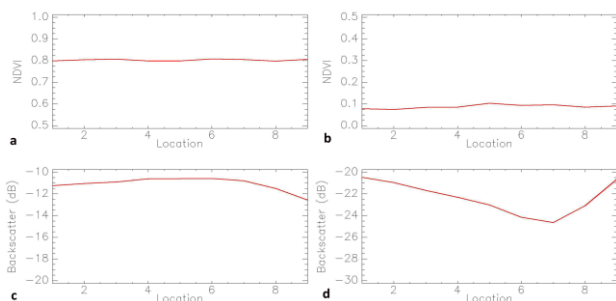 1.0
0.9
0.8
0.7
0.6
0.5
NDVI
2 4 6 8
Location
a
0.5
0.4
0.3
0.2
0.1
0.0
NDVI
2 4 6 8
Location
b
-10
-12
-14
-16
-18
-20
Backscatter (dB)
2 4 6 8
Location
c
-20
-22
-24
-26
-28
-30
Backscatter (dB)
2 4 6 8
Location
d